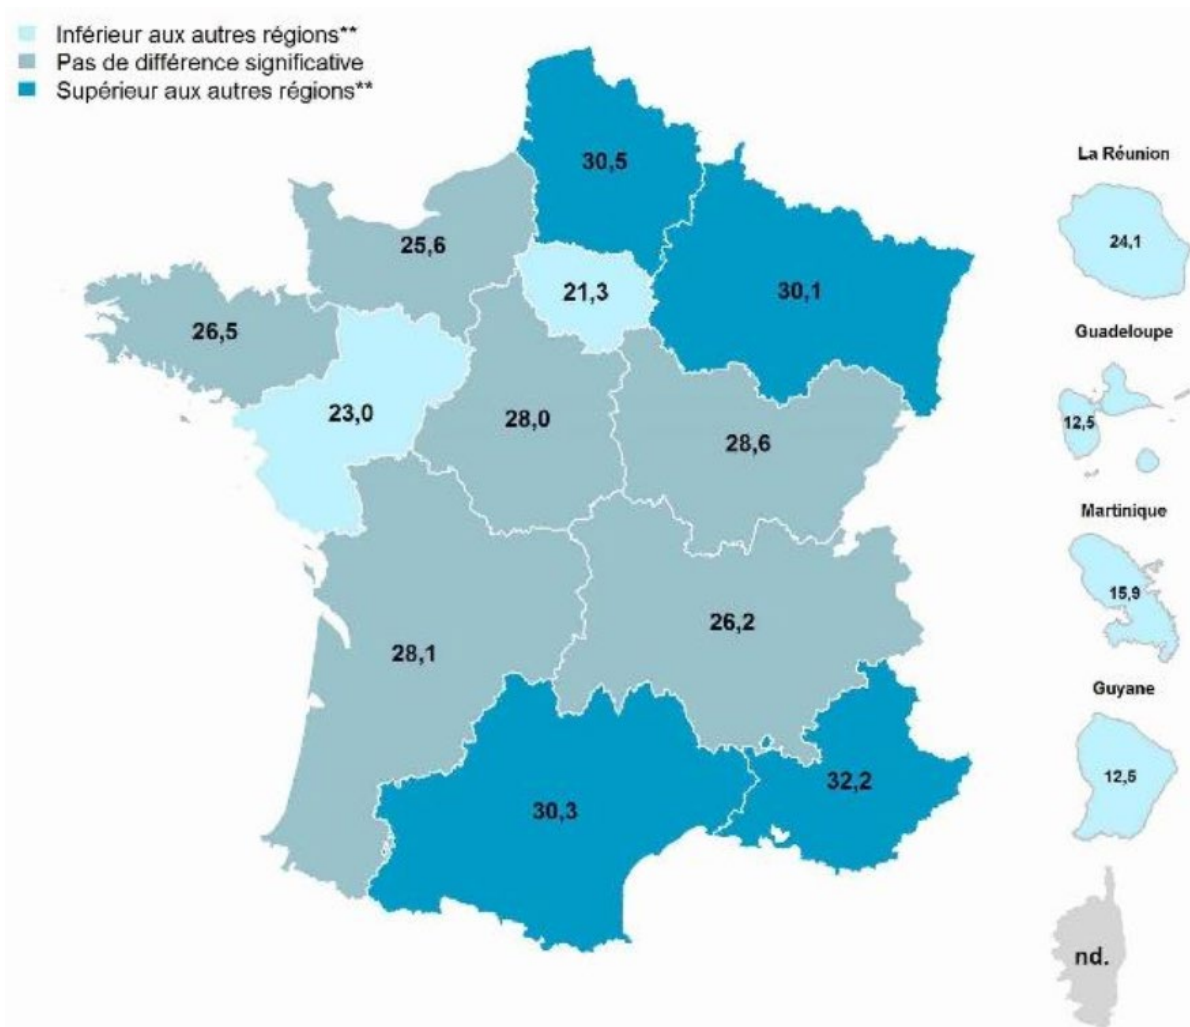 Inférieur aux autres régions**
Pas de différence significative
Supérieur aux autres régions**
30,5
La Réunion
25,6
24,1
21,3
30,1
26,5
Guadeloupe
23,0
28,0
12,5
28,6
Martinique
15,9
26,2
28,1
Guyane
32,2
12,5
30,3
nd.